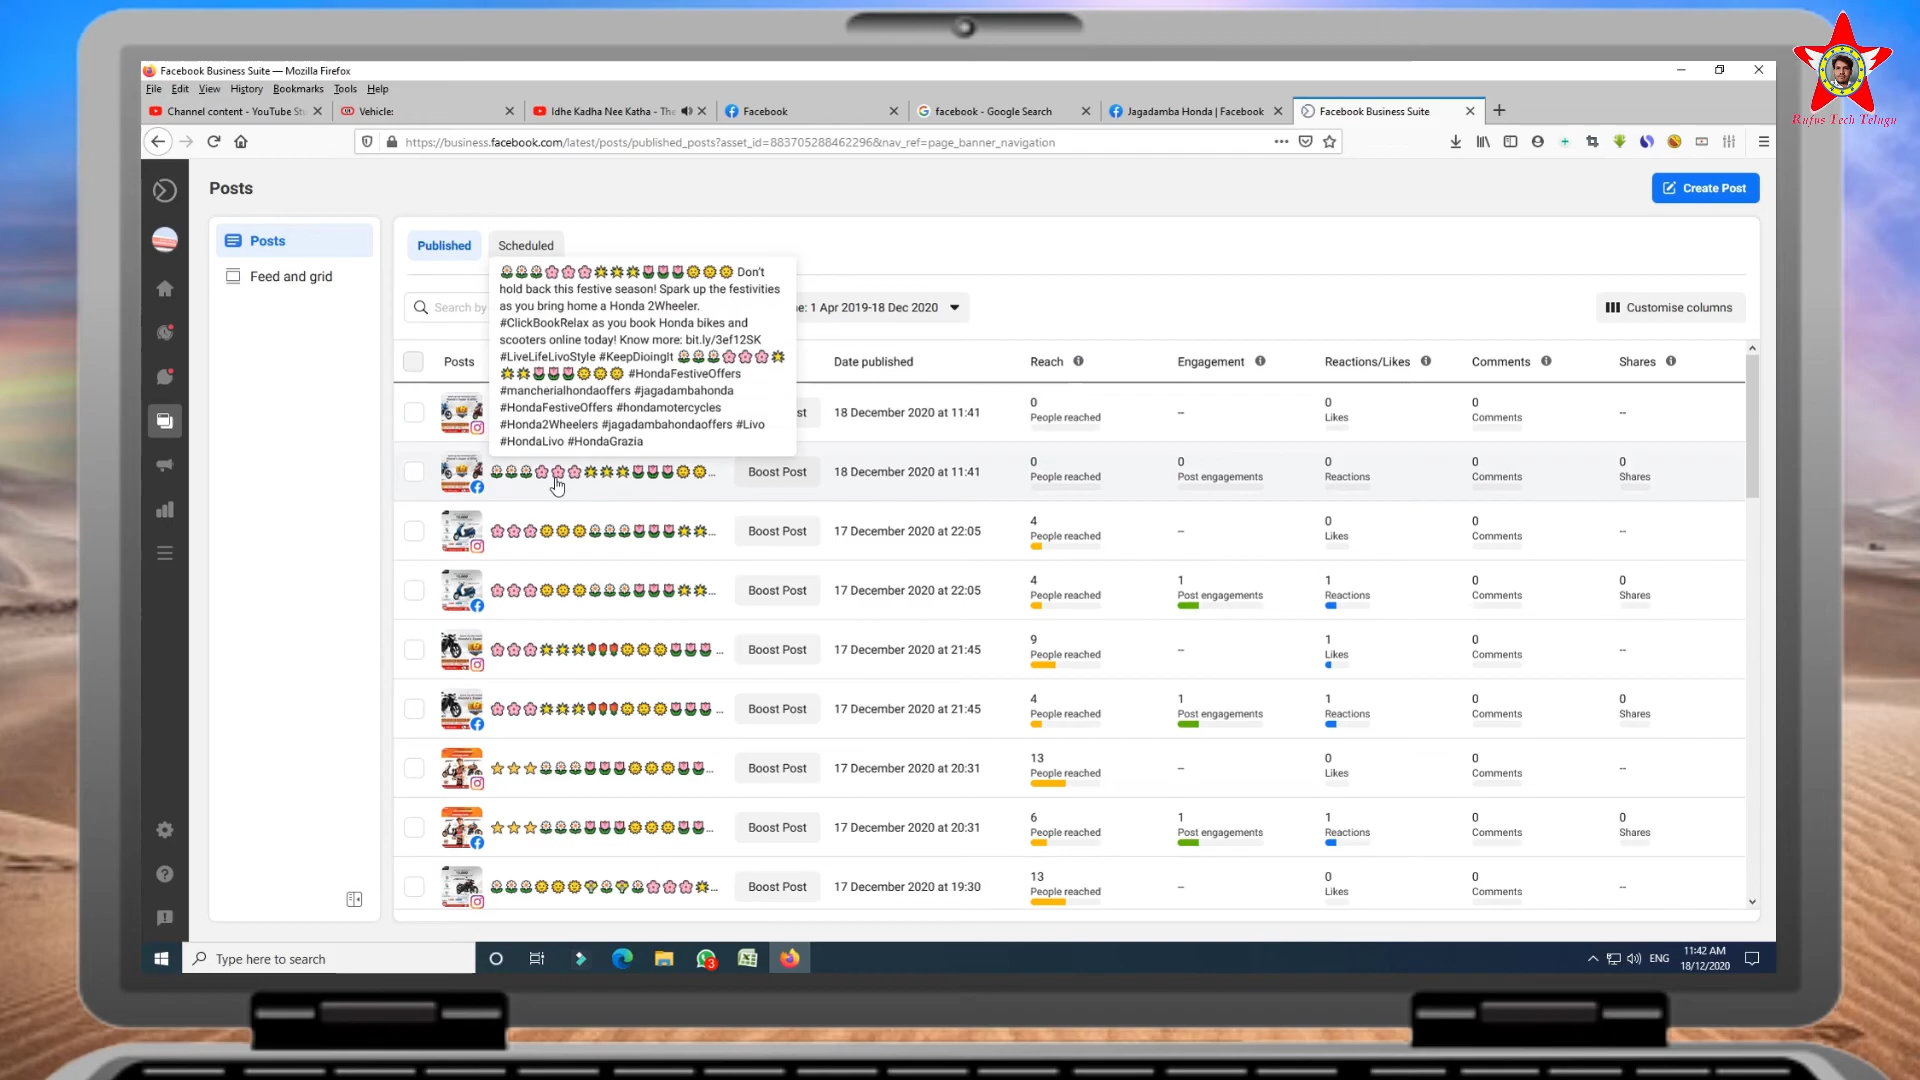 Rufus Tech Telugu
Facebook Business Suite — Mozilla Firefox
File Edit View History Bookmarks Tools Help
Channel content - YouTube St
Vehicle:
Idhe Kadha Nee Katha - The
Facebook
facebook - Google Search
Jagadamba Honda | Facebook
Facebook Business Suite
https://business.facebook.com/latest/posts/published_posts?asset_id=883705288462296&nav_ref=page_banner_navigation
Posts
Create Post
Posts
Feed and grid
Published
Scheduled
Search by
e: 1 Apr 2019-18 Dec 2020
Customise columns
Don't
hold back this festive season! Spark up the festivities
as you bring home a Honda 2Wheeler.
#ClickBookRelax as you book Honda bikes and
scooters online today! Know more: bit.ly/3ef12SK
#LiveLifeLivoStyle #KeepDioingIt
#HondaFestiveOffers
#mancherialhondaoffers #jagadambahonda
#HondaFestiveOffers #hondamotercycles
#Honda2Wheelers #jagadambahondaoffers #Livo
#HondaLivo #HondaGrazia
Posts Date published Reach Engagement Reactions/Likes Comments Shares
st 18 December 2020 at 11:41 0 -- 0 0 --
People reached Likes Comments
... Boost Post 18 December 2020 at 11:41 0 0 0 0 0
People reached Post engagements Reactions Comments Shares
... Boost Post 17 December 2020 at 22:05 4 -- 0 0 --
People reached Likes Comments
... Boost Post 17 December 2020 at 22:05 4 1 1 0 0
People reached Post engagements Reactions Comments Shares
... Boost Post 17 December 2020 at 21:45 9 -- 1 0 --
People reached Likes Comments
... Boost Post 17 December 2020 at 21:45 4 1 1 0 0
People reached Post engagements Reactions Comments Shares
... Boost Post 17 December 2020 at 20:31 13 -- 0 0 --
People reached Likes Comments
... Boost Post 17 December 2020 at 20:31 6 1 1 0 0
People reached Post engagements Reactions Comments Shares
... Boost Post 17 December 2020 at 19:30 13 -- 0 0 --
People reached Likes Comments
Type here to search
3
ENG
11:42 AM
18/12/2020